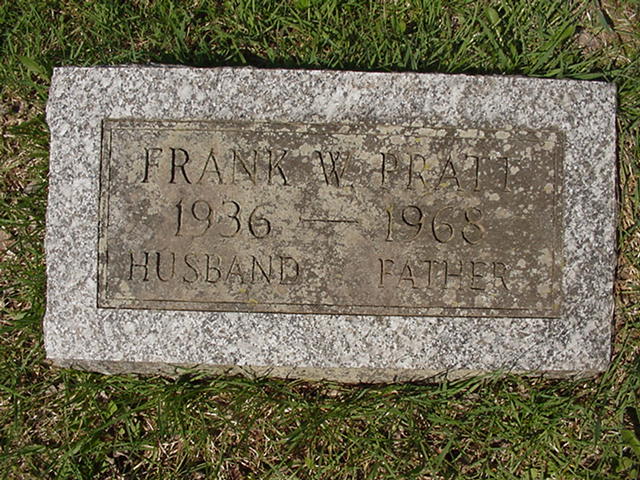 FRANK W. PRATT
1936 — 1968
HUSBAND FATHER